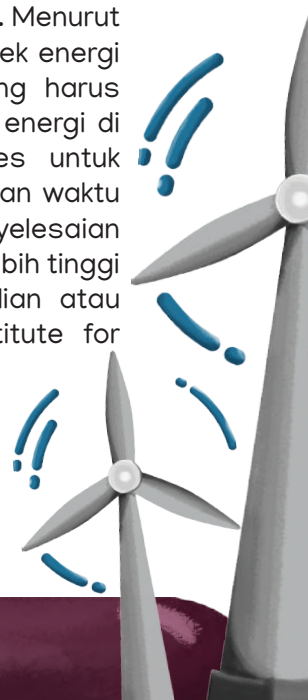 . Menurut
ek energi
ng harus
energi di
es untuk
an waktu
yelesaian
bih tinggi
lian atau
titute for